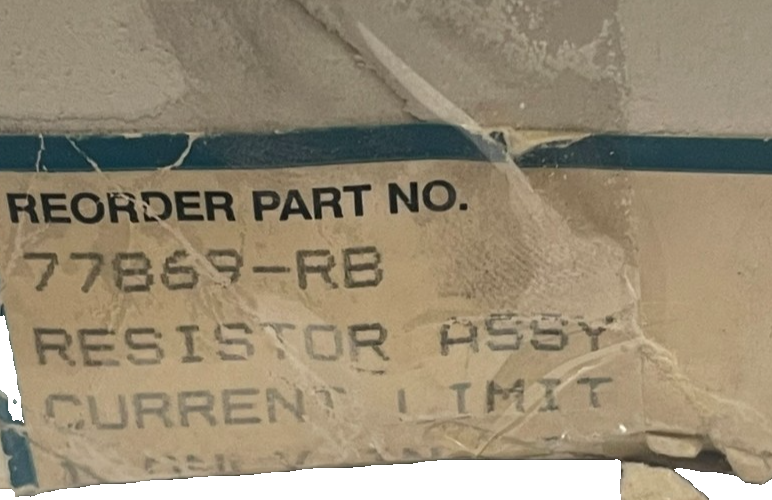 REORDER PART NO.
77869-RB
RESISTOR ASSY
CURRENT LIMIT